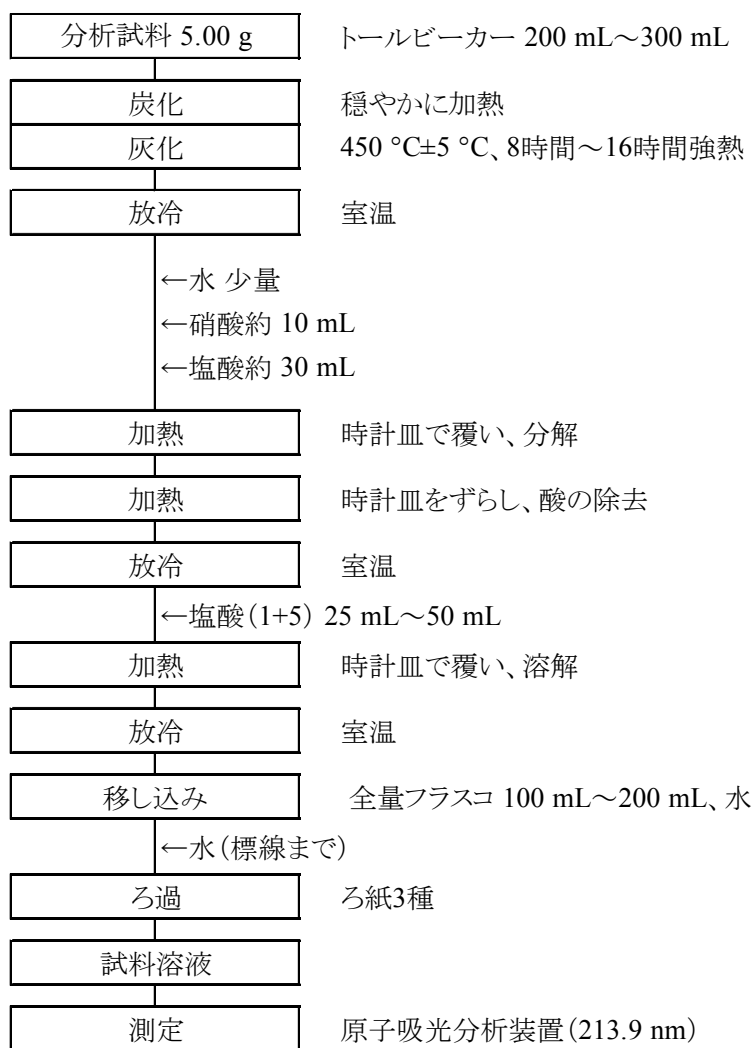 分析試料 5.00 g トールビーカー 200 mL~300 mL
炭化 穏やかに加熱
灰化 450 °C±5 °C、8時間~16時間強熱
放冷 室温
←水 少量
←硝酸約 10 mL
←塩酸約 30 mL
加熱 時計皿で覆い、分解
加熱 時計皿をずらし、酸の除去
放冷 室温
←塩酸(1+5) 25 mL~50 mL
加熱 時計皿で覆い、溶解
放冷 室温
移し込み 全量フラスコ 100 mL~200 mL、水
←水(標線まで)
ろ過 ろ紙3種
試料溶液
測定 原子吸光分析装置(213.9 nm)